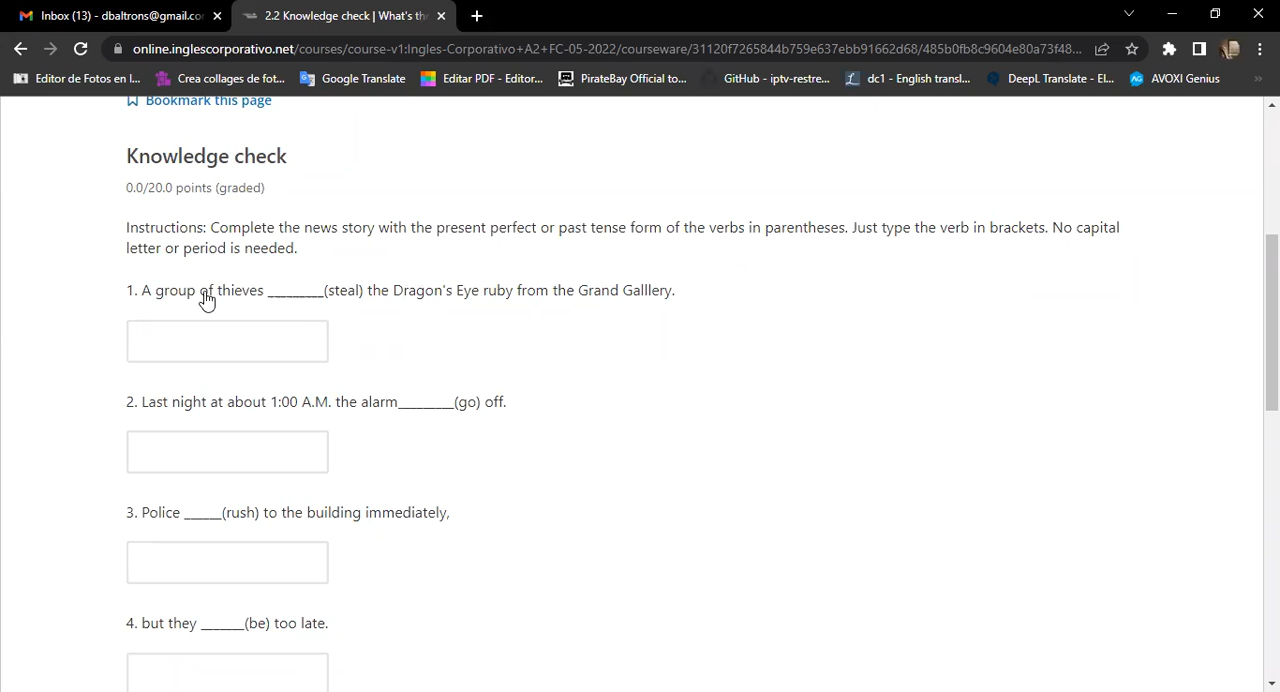 Inbox (13) - dbaltrons@gmail.co
2.2 Knowledge check | What's the
online.inglescorporativo.net/courses/course-v1:Ingles-Corporativo+A2+FC-05-2022/courseware/31120f7265844b759e637ebb91662d68/485b0fb8c9604e80a73f48...
Editor de Fotos en l...
Crea collages de fot...
Google Translate
Editar PDF - Editor...
PirateBay Official to...
GitHub - iptv-restre...
dc1 - English transl...
DeepL Translate - El...
AVOXI Genius
Bookmark this page
Knowledge check
0.0/20.0 points (graded)
Instructions: Complete the news story with the present perfect or past tense form of the verbs in parentheses. Just type the verb in brackets. No capital
letter or period is needed.
1. A group of thieves _________(steal) the Dragon's Eye ruby from the Grand Galllery.
2. Last night at about 1:00 A.M. the alarm_________(go) off.
3. Police ______(rush) to the building immediately,
4. but they _______(be) too late.